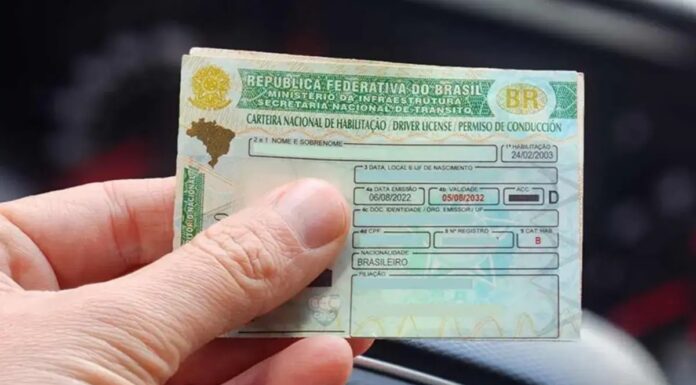 REPÚBLICA FEDERATIVA DO BRASIL
MINISTÉRIO DA INFRAESTRUTURA
SECRETARIA NACIONAL DE TRÂNSITO
BR
CARTEIRA NACIONAL DE HABILITAÇÃO / DRIVER LICENSE / PERMISO DE CONDUCCIÓN
2 e 1 NOME E SOBRENOME
1ª HABILITAÇÃO
24/02/2003
3 DATA, LOCAL E UF DE NASCIMENTO
4a DATA EMISSÃO
06/08/2022
4b VALIDADE
05/08/2032
ACC
D
4c DOC. IDENTIDADE / ORG. EMISSOR / UF
4d CPF
5 Nº REGISTRO
9 CAT. HAB
B
NACIONALIDADE
BRASILEIRO
FILIAÇÃO